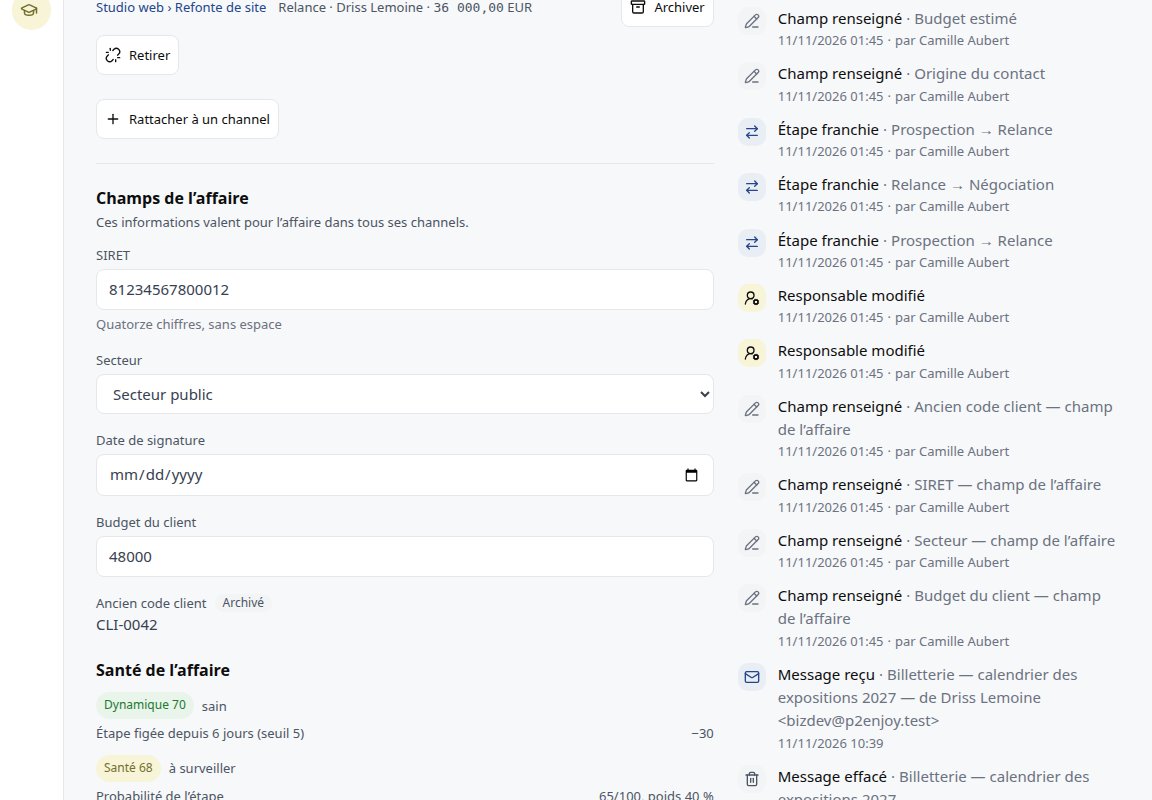 Studio web › Refonte de site Relance · Driss Lemoine · 36 000,00 EUR
Archiver
Retirer
Rattacher à un channel
Champs de l’affaire
Ces informations valent pour l’affaire dans tous ses channels.
SIRET
81234567800012
Quatorze chiffres, sans espace
Secteur
Secteur public
Date de signature
mm/dd/yyyy
Budget du client
48000
Ancien code client Archivé
CLI-0042
Santé de l’affaire
Dynamique 70 sain
Étape figée depuis 6 jours (seuil 5) −30
Santé 68 à surveiller
Probabilité de l’étape 65/100, poids 40 %
Champ renseigné · Budget estimé
11/11/2026 01:45 · par Camille Aubert
Champ renseigné · Origine du contact
11/11/2026 01:45 · par Camille Aubert
Étape franchie · Prospection → Relance
11/11/2026 01:45 · par Camille Aubert
Étape franchie · Relance → Négociation
11/11/2026 01:45 · par Camille Aubert
Étape franchie · Prospection → Relance
11/11/2026 01:45 · par Camille Aubert
Responsable modifié
11/11/2026 01:45 · par Camille Aubert
Responsable modifié
11/11/2026 01:45 · par Camille Aubert
Champ renseigné · Ancien code client — champ
de l’affaire
11/11/2026 01:45 · par Camille Aubert
Champ renseigné · SIRET — champ de l’affaire
11/11/2026 01:45 · par Camille Aubert
Champ renseigné · Secteur — champ de l’affaire
11/11/2026 01:45 · par Camille Aubert
Champ renseigné · Budget du client — champ
de l’affaire
11/11/2026 01:45 · par Camille Aubert
Message reçu · Billetterie — calendrier des
expositions 2027 — de Driss Lemoine
<bizdev@p2enjoy.test>
11/11/2026 10:39
Message effacé · Billetterie — calendrier des
expositions 2027